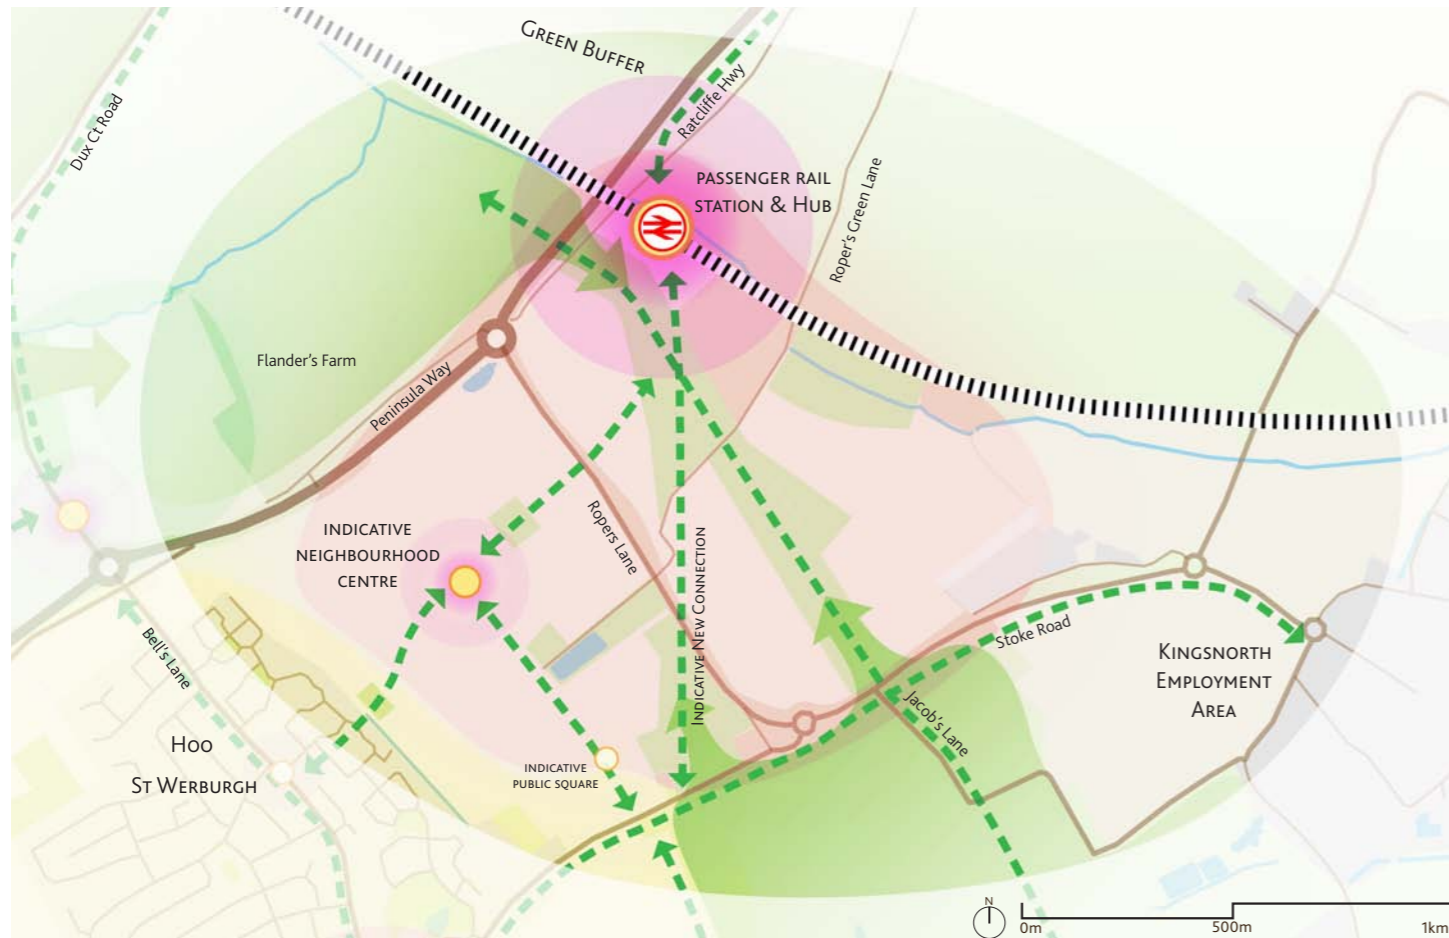 Green Buffer
Dux Ct Road
Ratcliffe Hwy
passenger rail
station & Hub
Roper's Green Lane
Flander's Farm
Peninsula Way
indicative
neighbourhood
centre
Ropers Lane
Indicative New Connection
Bell's Lane
Stoke Road
Kingsnorth
Employment
Area
Jacob's Lane
Hoo
St Werburgh
indicative
public square
N
0m
500m
1km